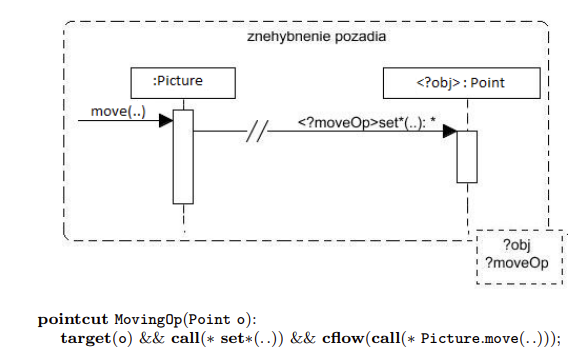 znehybnenie pozadia
:Picture
<?obj> : Point
move(..)
<?moveOp>set*(..): *
?obj
?moveOp
pointcut MovingOp(Point o):
target(o) && call(* set*(..)) && cflow(call(* Picture.move(..)));